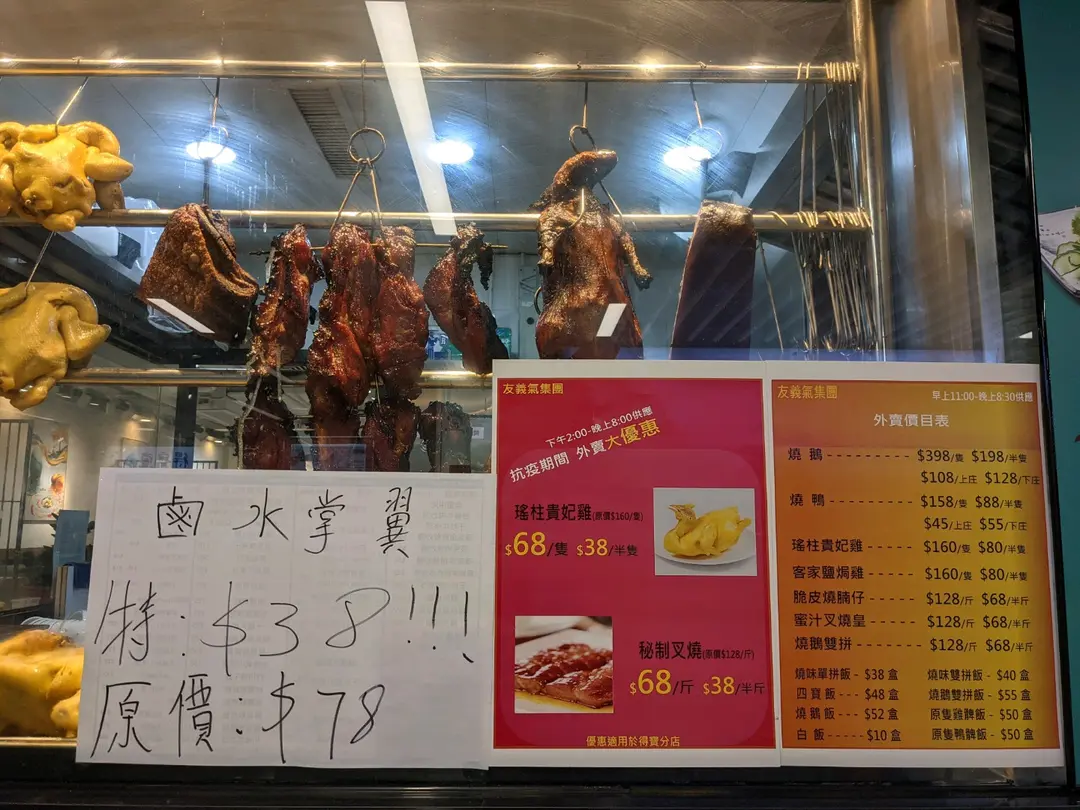 鹵水掌翼
特:$38!!!
原價:$78
友義氣集團
下午2:00-晚上8:00供應
抗疫期間 外賣大優惠
瑤柱貴妃雞(原價$160/隻)
$68/隻 $38/半隻
秘制叉燒(原價$128/斤)
$68/斤 $38/半斤
優惠適用於得寶分店
友義氣集團
早上11:00-晚上8:30供應
外賣價目表
燒 鵝 - - - - - - - - - - $398/隻 $198/半隻
$108/上庄 $128/下庄
燒 鴨 - - - - - - - - - - $158/隻 $88/半隻
$45/上庄 $55/下庄
瑤柱貴妃雞 - - - - - $160/隻 $80/半隻
客家鹽焗雞 - - - - - $160/隻 $80/半隻
脆皮燒腩仔 - - - - - - $128/斤 $68/半斤
蜜汁叉燒皇 - - - - - - $128/斤 $68/半斤
燒鵝雙拼 - - - - - - - $128/斤 $68/半斤
燒味單拼飯 - $38 盒 燒味雙拼飯 - $40 盒
四 寶 飯 - - - $48 盒 燒鵝雙拼飯 - $55 盒
燒 鵝 飯 - - - $52 盒 原隻雞髀飯 - $50 盒
白 飯 - - - - $10 盒 原隻鴨髀飯 - $50 盒